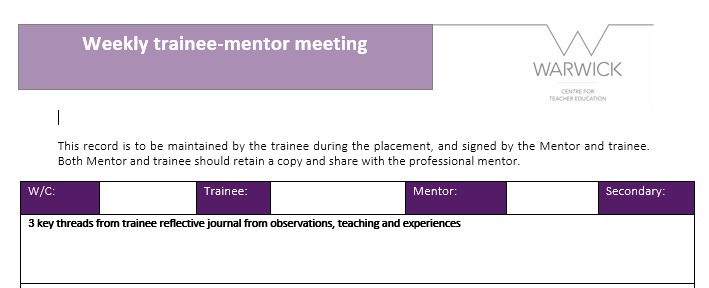 Weekly trainee-mentor meeting
WARWICK
CENTRE FOR
TEACHER EDUCATION
This record is to be maintained by the trainee during the placement, and signed by the Mentor and trainee.
Both Mentor and trainee should retain a copy and share with the professional mentor.
W/C: Trainee: Mentor: Secondary:
3 key threads from trainee reflective journal from observations, teaching and experiences